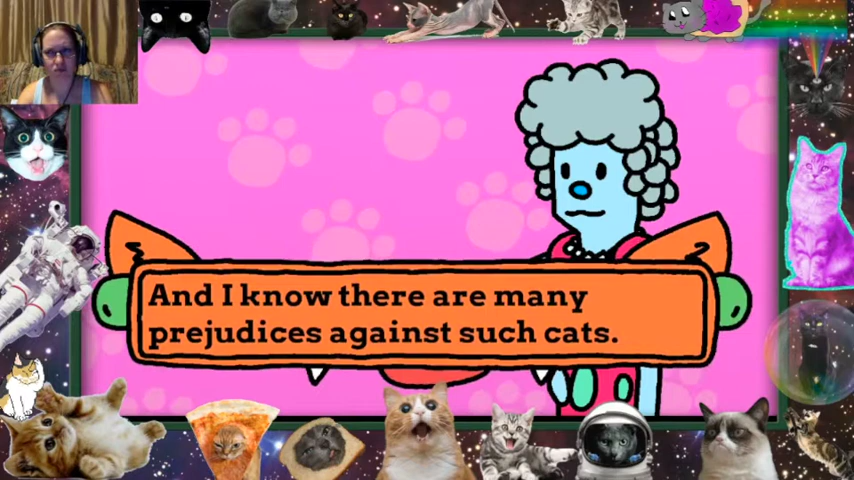 And I know there are many
prejudices against such cats.